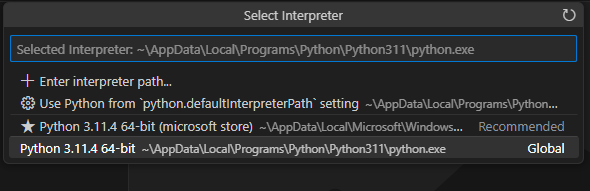 Select Interpreter
Selected Interpreter: ~\AppData\Local\Programs\Python\Python311\python.exe
Enter interpreter path...
Use Python from `python.defaultInterpreterPath` setting ~\AppData\Local\Programs\Python...
Python 3.11.4 64-bit (microsoft store) ~\AppData\Local\Microsoft\Windows... Recommended
Python 3.11.4 64-bit ~\AppData\Local\Programs\Python\Python311\python.exe Global